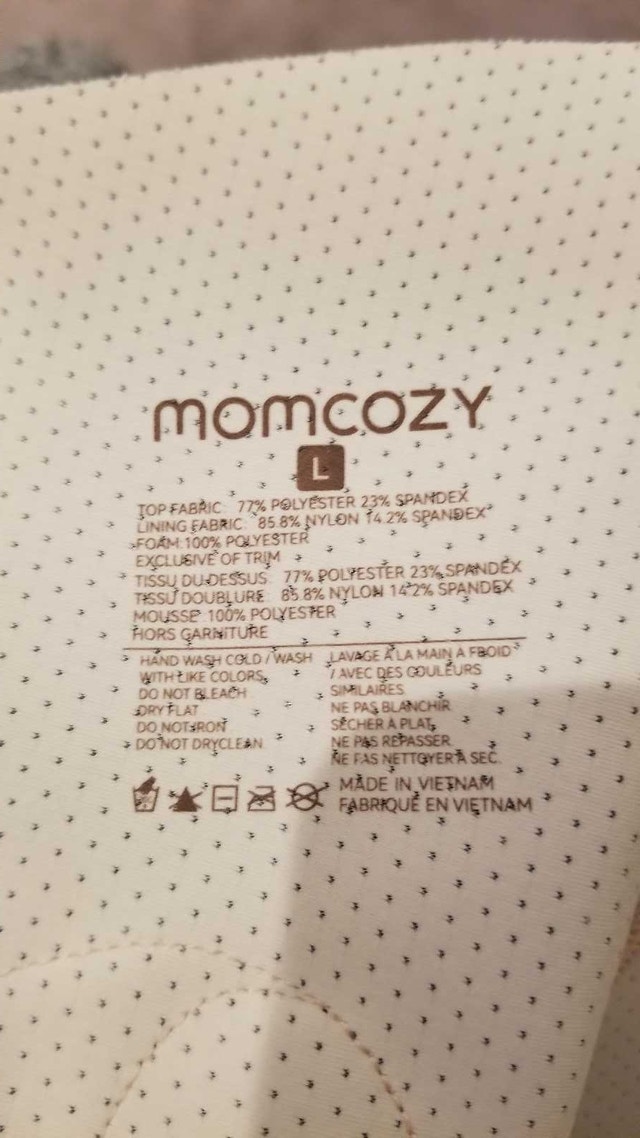 momcozy
L
TOP FABRIC: 77% POLYESTER 23% SPANDEX
LINING FABRIC: 85.8% NYLON 14.2% SPANDEX
FOAM: 100% POLYESTER
EXCLUSIVE OF TRIM
TISSU DU DESSUS: 77% POLYESTER 23% SPANDEX
TISSU DOUBLURE: 85.8% NYLON 14.2% SPANDEX
MOUSSE: 100% POLYESTER
HORS GARNITURE
HAND WASH COLD / WASH
WITH LIKE COLORS
DO NOT BLEACH
DRY FLAT
DO NOT IRON
DO NOT DRYCLEAN
LAVAGE À LA MAIN A FROID
/ AVEC DES COULEURS
SIMILAIRES
NE PAS BLANCHIR
SÉCHER À PLAT
NE PAS REPASSER
NE PAS NETTOYER À SEC.
MADE IN VIETNAM
FABRIQUÉ EN VIETNAM